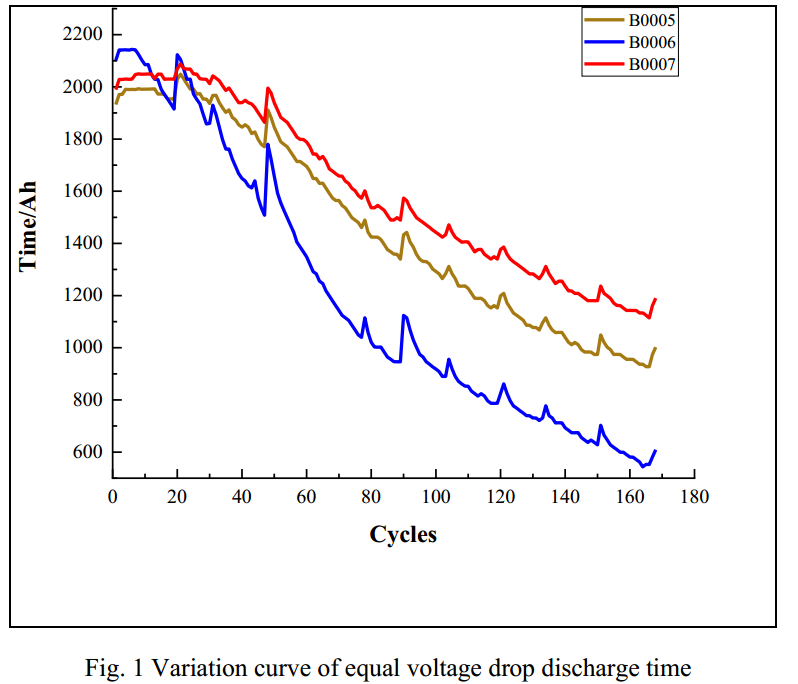 B0005
B0006
B0007
2200
2000
1800
1600
1400
1200
1000
800
600
Time/Ah
0 20 40 60 80 100 120 140 160 180
Cycles
Fig. 1 Variation curve of equal voltage drop discharge time